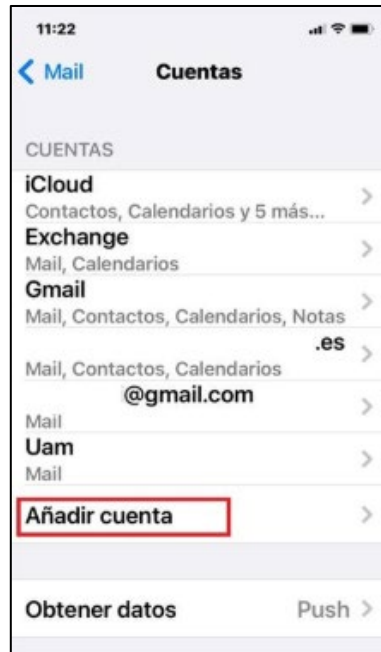 11:22
Mail Cuentas
CUENTAS
iCloud
Contactos, Calendarios y 5 más...
Exchange
Mail, Calendarios
Gmail
Mail, Contactos, Calendarios, Notas
.es
Mail, Contactos, Calendarios
@gmail.com
Mail
Uam
Mail
Añadir cuenta
Obtener datos Push